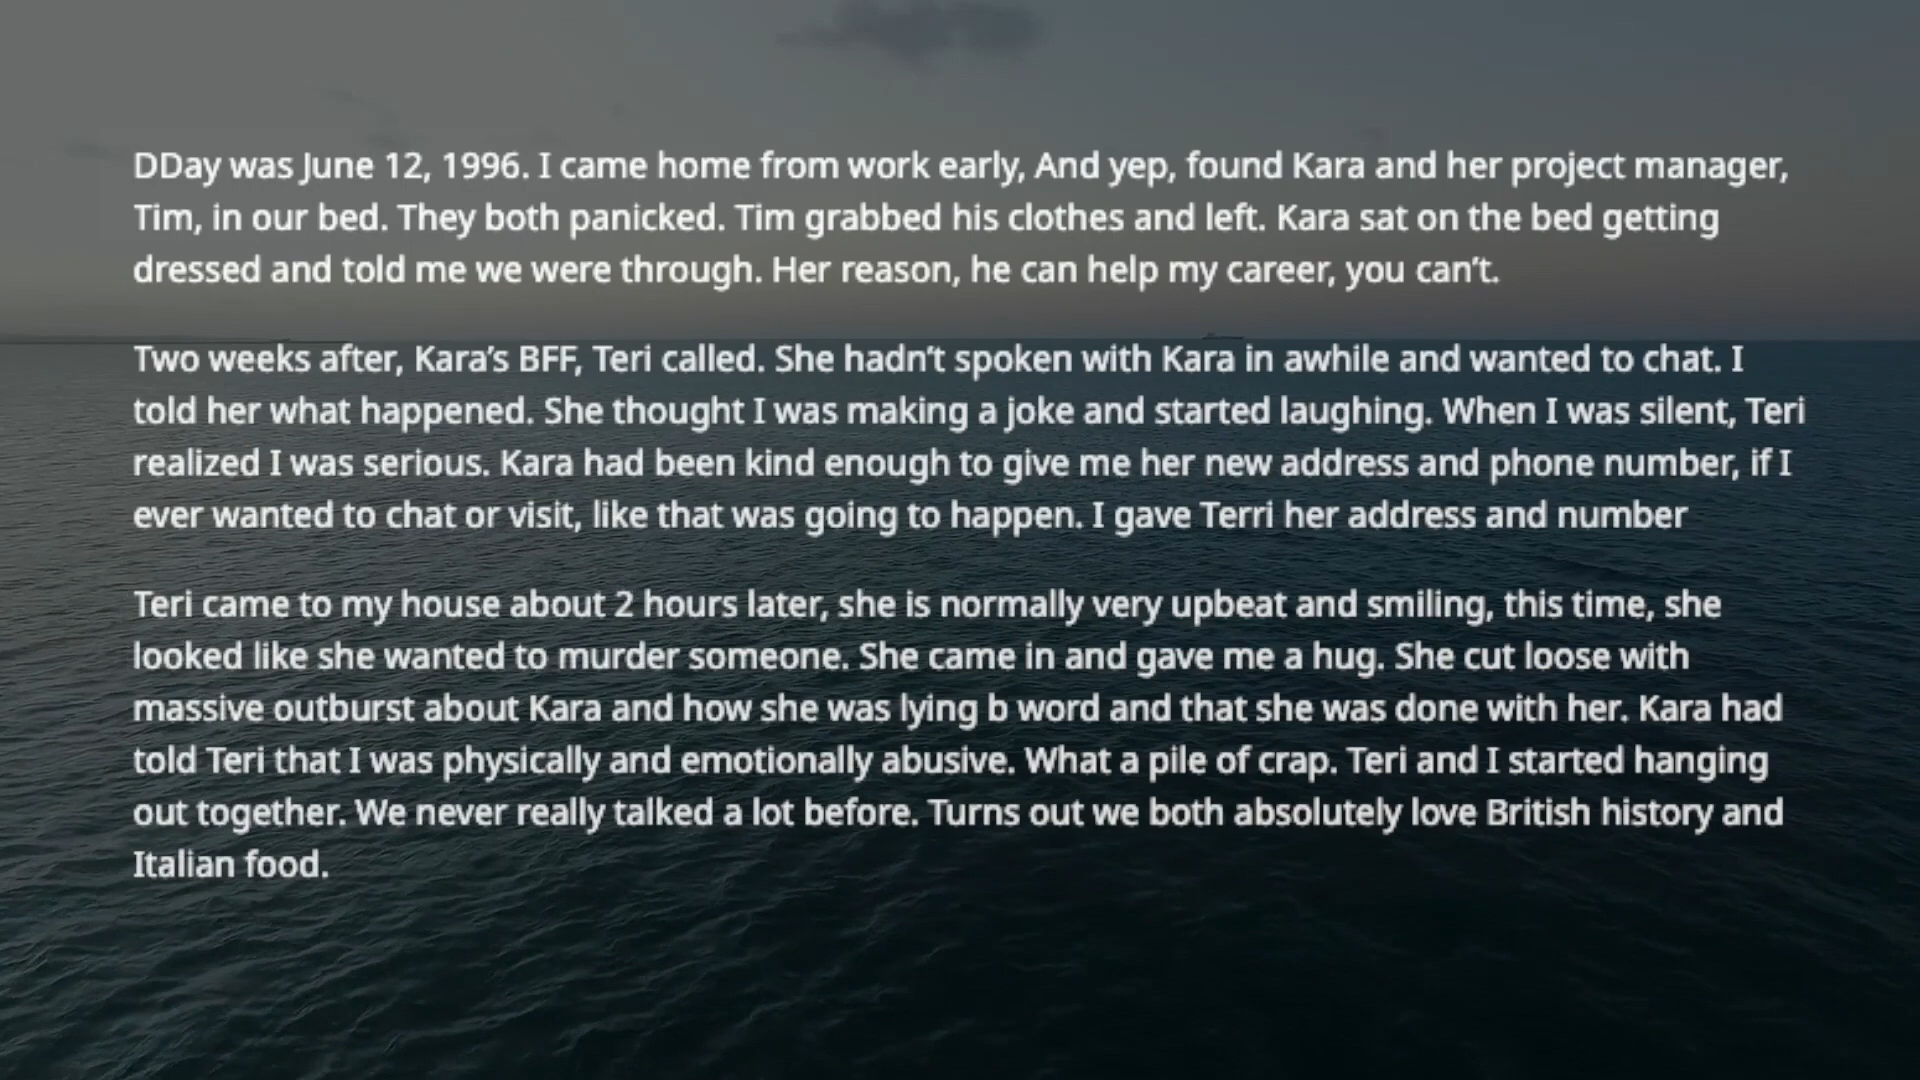 DDay was June 12, 1996. I came home from work early, And yep, found Kara and her project manager,
Tim, in our bed. They both panicked. Tim grabbed his clothes and left. Kara sat on the bed getting
dressed and told me we were through. Her reason, he can help my career, you can’t.
Two weeks after, Kara’s BFF, Teri called. She hadn’t spoken with Kara in awhile and wanted to chat. I
told her what happened. She thought I was making a joke and started laughing. When I was silent, Teri
realized I was serious. Kara had been kind enough to give me her new address and phone number, if I
ever wanted to chat or visit, like that was going to happen. I gave Terri her address and number
Teri came to my house about 2 hours later, she is normally very upbeat and smiling, this time, she
looked like she wanted to murder someone. She came in and gave me a hug. She cut loose with
massive outburst about Kara and how she was lying b word and that she was done with her. Kara had
told Teri that I was physically and emotionally abusive. What a pile of crap. Teri and I started hanging
out together. We never really talked a lot before. Turns out we both absolutely love British history and
Italian food.